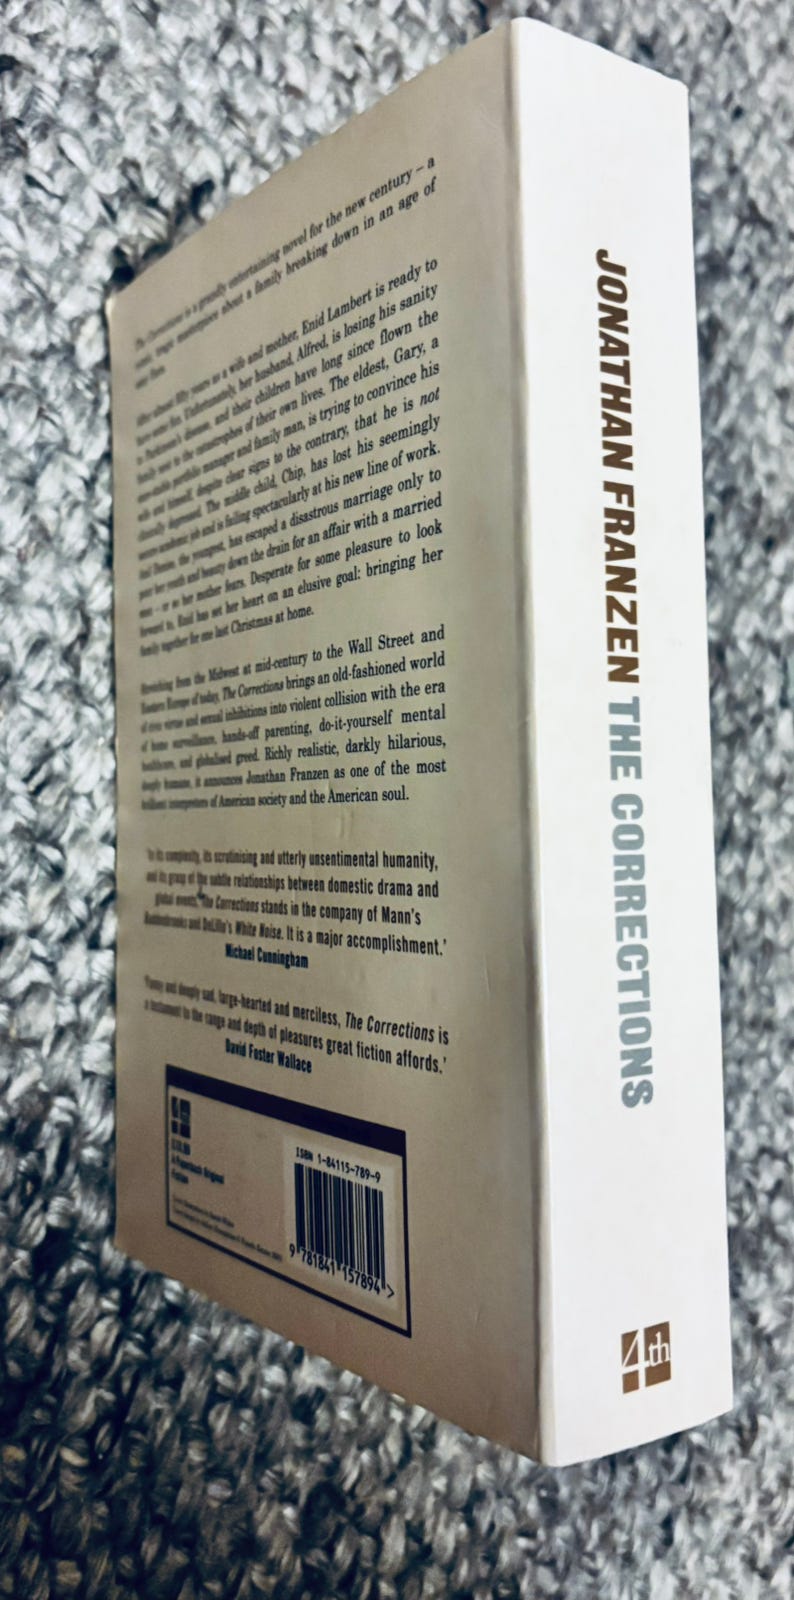 The Corrections is a grandly entertaining novel for the new century – a
comic, tragic masterpiece about a family breaking down in an age of
easy fixes.
After almost fifty years as a wife and mother, Enid Lambert is ready to
have some fun. Unfortunately, her husband, Alfred, is losing his sanity
to Parkinson's disease, and their children have long since flown the
family nest to the catastrophes of their own lives. The eldest, Gary, a
once-stable portfolio manager and family man, is trying to convince his
wife and himself, despite clear signs to the contrary, that he is not
clinically depressed. The middle child, Chip, has lost his seemingly
secure academic job and is failing spectacularly at his new line of work.
And Denise, the youngest, has escaped a disastrous marriage only to
pour her youth and beauty down the drain for an affair with a married
man – or so her mother fears. Desperate for some pleasure to look
forward to, Enid has set her heart on an elusive goal: bringing her
family together for one last Christmas at home.
Stretching from the Midwest at mid-century to the Wall Street and
Eastern Europe of today, The Corrections brings an old-fashioned world
of civic virtue and sexual inhibitions into violent collision with the era
of home surveillance, hands-off parenting, do-it-yourself mental
healthcare, and globalised greed. Richly realistic, darkly hilarious,
deeply humane, it announces Jonathan Franzen as one of the most
brilliant interpreters of American society and the American soul.
'In its complexity, its scrutinising and utterly unsentimental humanity,
and its grasp of the subtle relationships between domestic drama and
global events, The Corrections stands in the company of Mann's
Buddenbrooks and DeLillo's White Noise. It is a major accomplishment.'
Michael Cunningham
'Funny and deeply sad, large-hearted and merciless, The Corrections is
a testament to the range and depth of pleasures great fiction affords.'
David Foster Wallace
A Paperback Original
Fiction
ISBN 1-84115-789-9
9 781841 157894 >
JONATHAN FRANZEN THE CORRECTIONS
4th